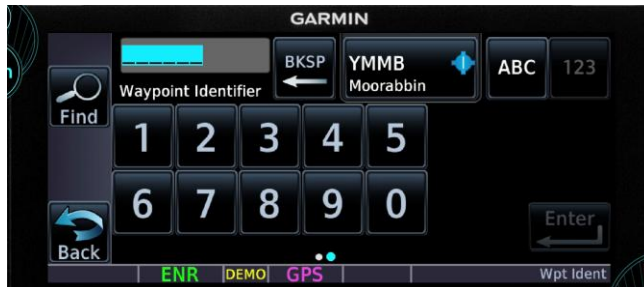 GARMIN
BKSP
YMMB
Moorabbin
ABC
123
Waypoint Identifier
Find
1 2 3 4 5
6 7 8 9 0
Enter
Back
ENR DEMO GPS Wpt Ident